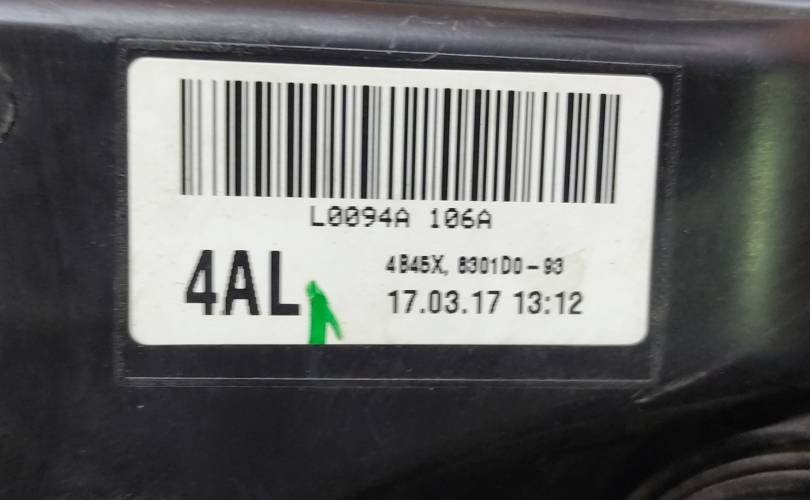 L0094A 106A
4AL
4B45X, 8301D0-93
17.03.17 13:12